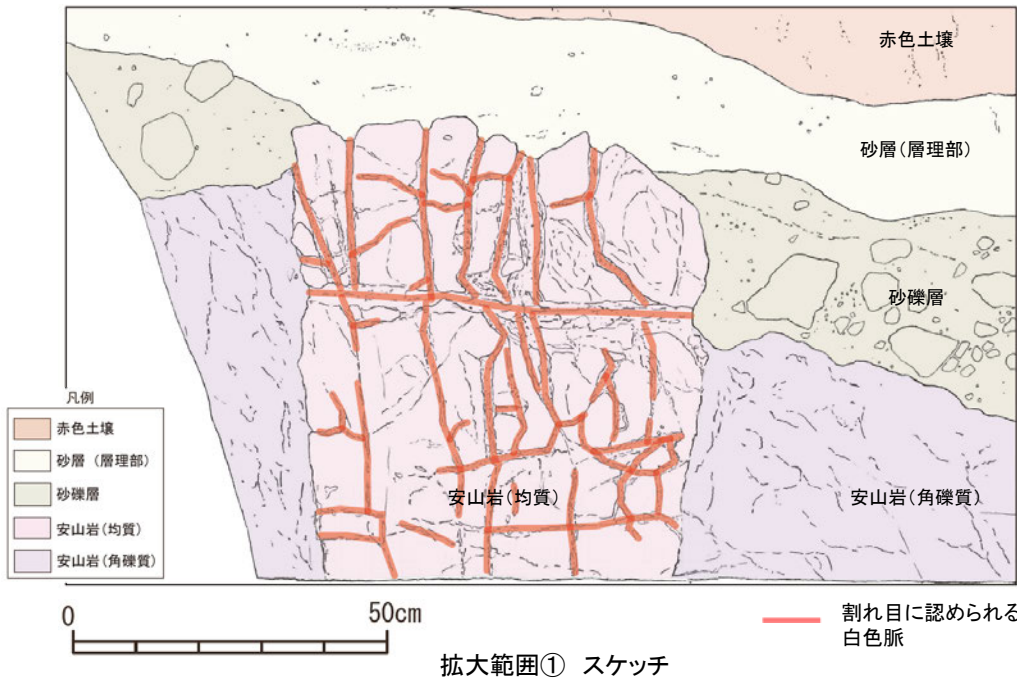 赤色土壌
砂層(層理部)
砂礫層
安山岩(均質)
安山岩(角礫質)
凡例
赤色土壌
砂層(層理部)
砂礫層
安山岩(均質)
安山岩(角礫質)
0 50cm
割れ目に認められる
白色脈
拡大範囲① スケッチ